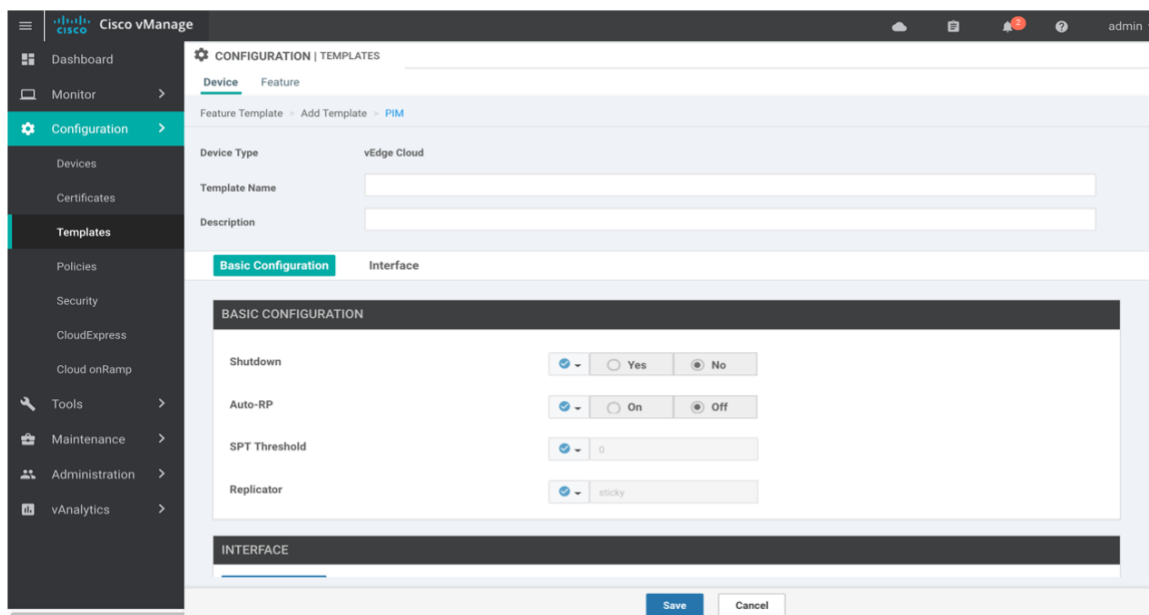 cisco Cisco vManage 2 admin
Dashboard
Monitor
Configuration
Devices
Certificates
Templates
Policies
Security
CloudExpress
Cloud onRamp
Tools
Maintenance
Administration
vAnalytics
CONFIGURATION | TEMPLATES
Device Feature
Feature Template > Add Template > PIM
Device Type vEdge Cloud
Template Name
Description
Basic Configuration Interface
BASIC CONFIGURATION
Shutdown Yes No
Auto-RP On Off
SPT Threshold 0
Replicator sticky
INTERFACE
Save Cancel